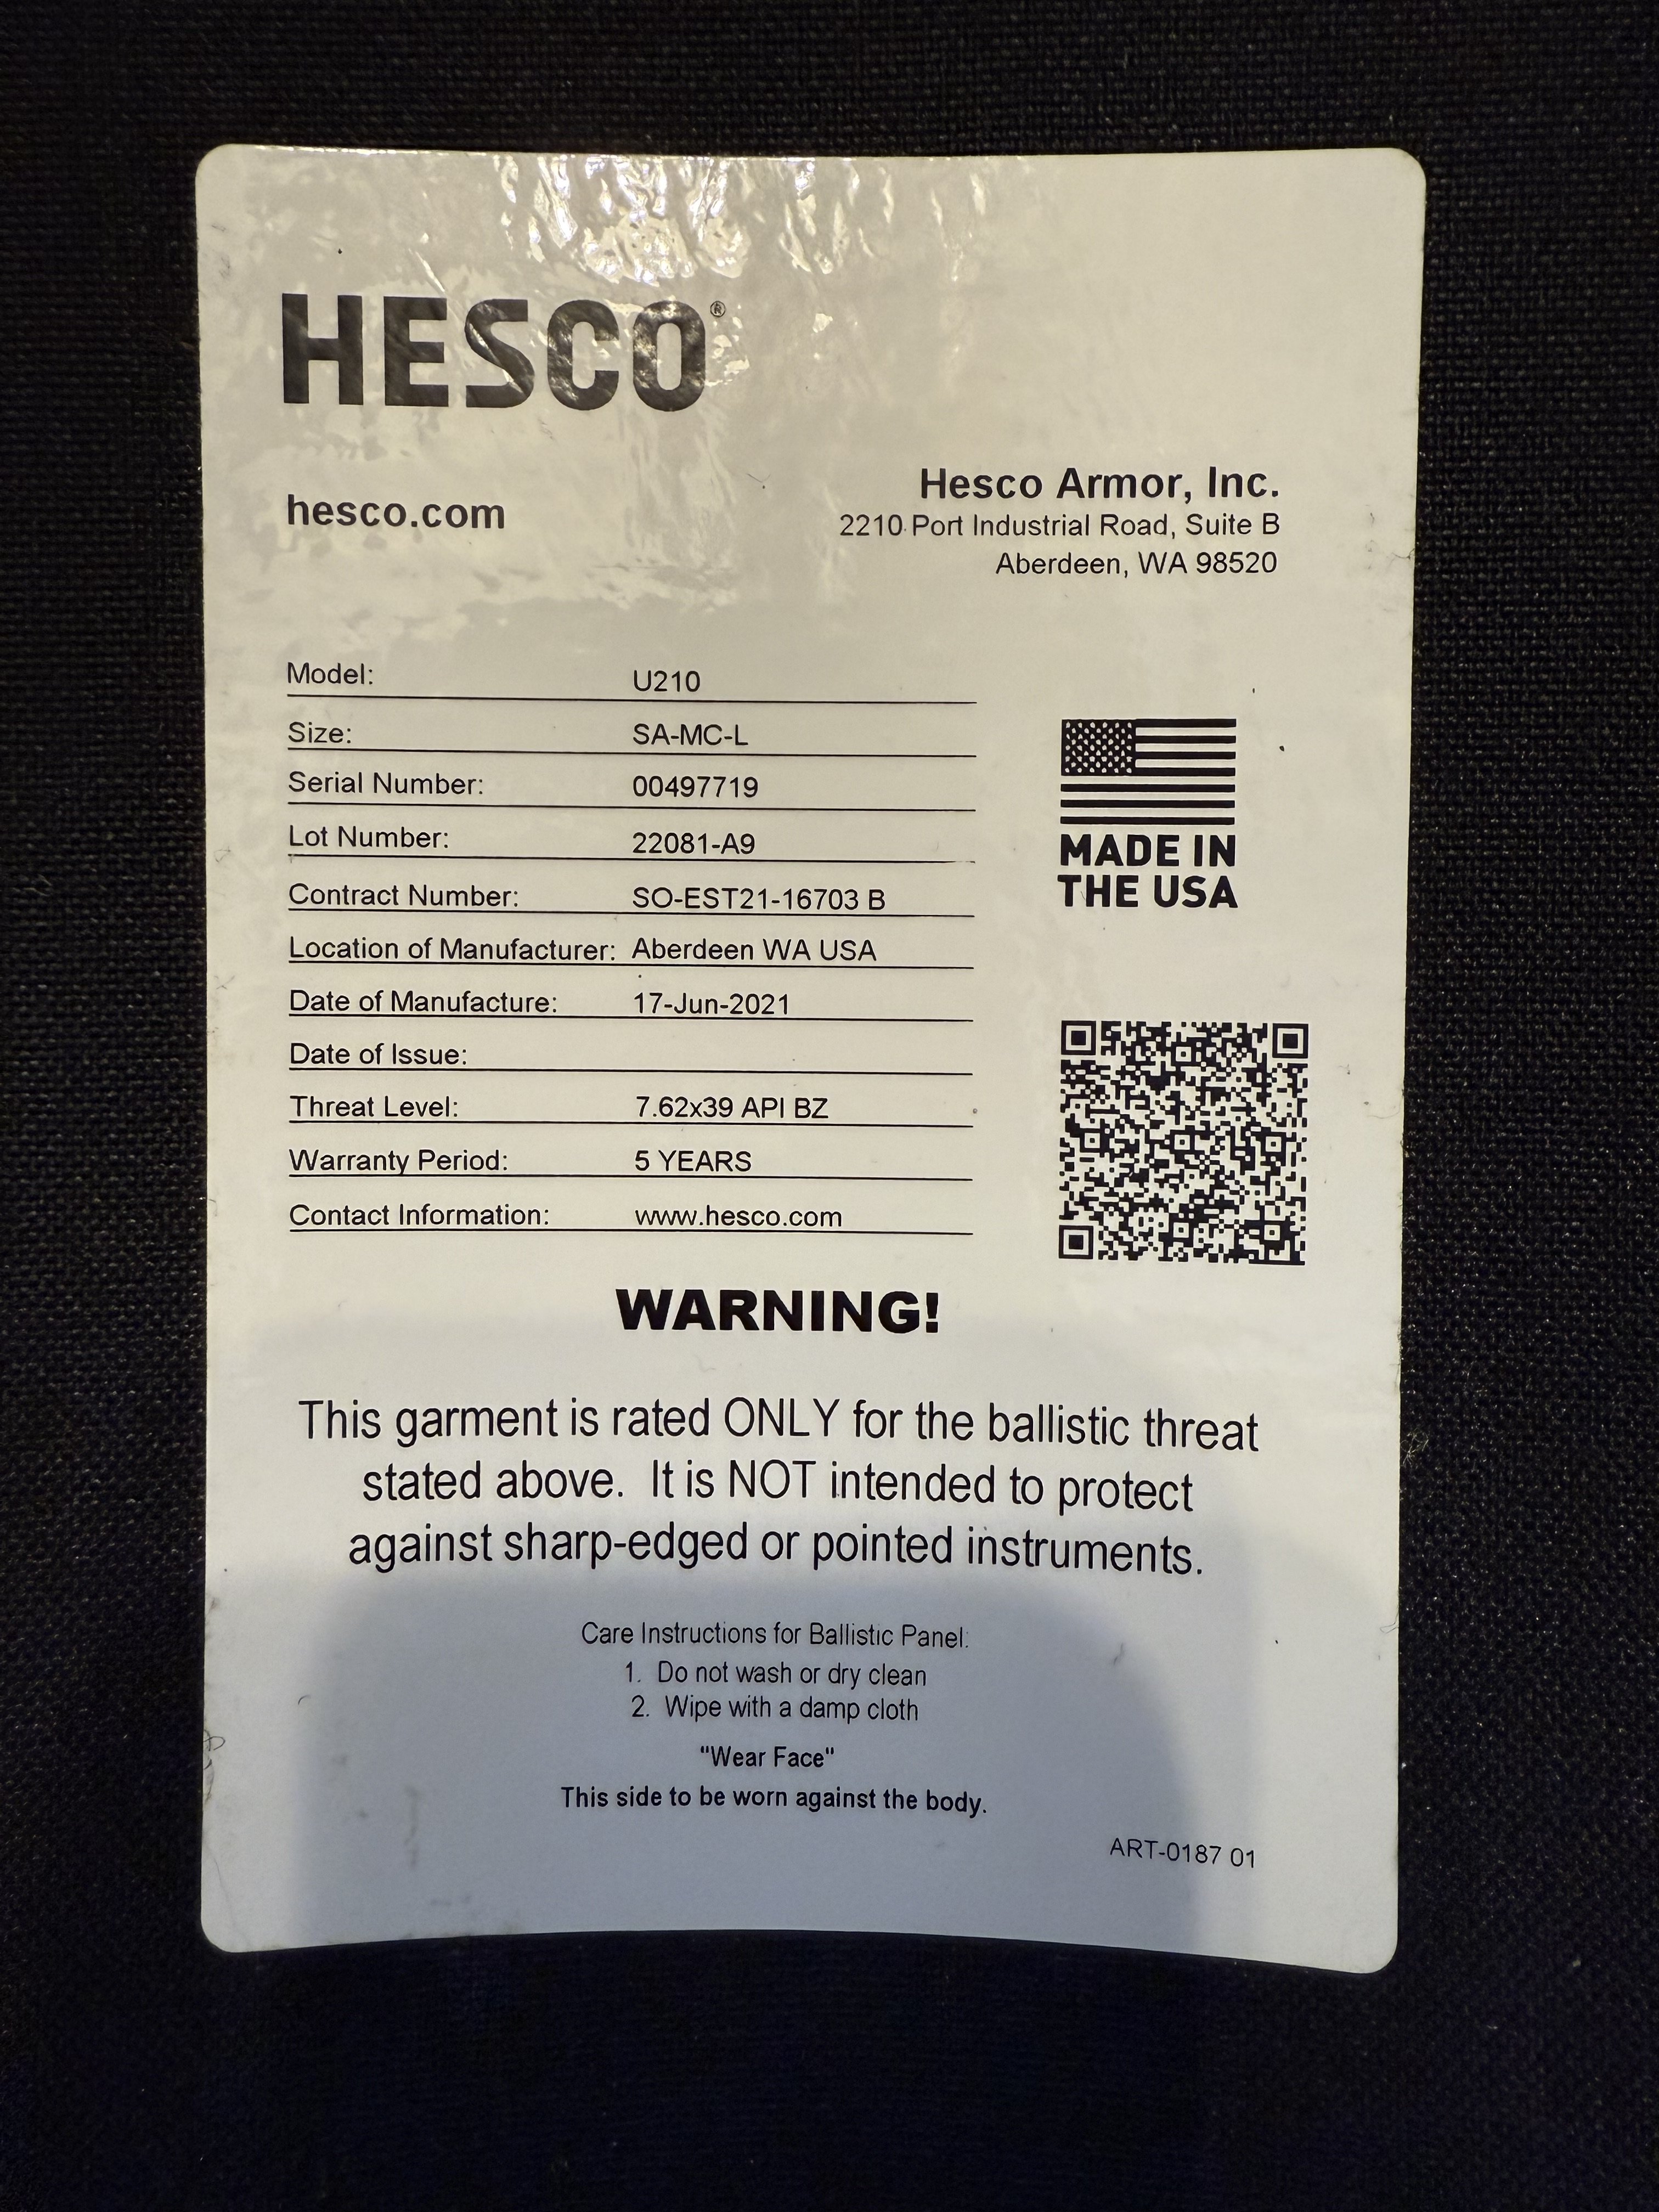 HESCO®
hesco.com
Hesco Armor, Inc.
2210 Port Industrial Road, Suite B
Aberdeen, WA 98520
Model: U210
Size: SA-MC-L
Serial Number: 00497719
Lot Number: 22081-A9
Contract Number: SO-EST21-16703 B
Location of Manufacturer: Aberdeen WA USA
Date of Manufacture: 17-Jun-2021
Date of Issue:
Threat Level: 7.62x39 API BZ
Warranty Period: 5 YEARS
Contact Information: www.hesco.com
MADE IN
THE USA
WARNING!
This garment is rated ONLY for the ballistic threat
stated above. It is NOT intended to protect
against sharp-edged or pointed instruments.
Care Instructions for Ballistic Panel:
1. Do not wash or dry clean
2. Wipe with a damp cloth
"Wear Face"
This side to be worn against the body.
ART-0187 01